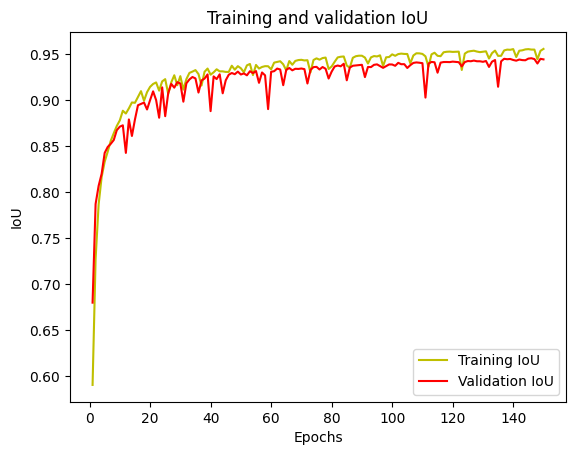 Training and validation IoU
IoU
0.95
0.90
0.85
0.80
0.75
0.70
0.65
0.60
0 20 40 60 80 100 120 140
Epochs
Training IoU
Validation IoU